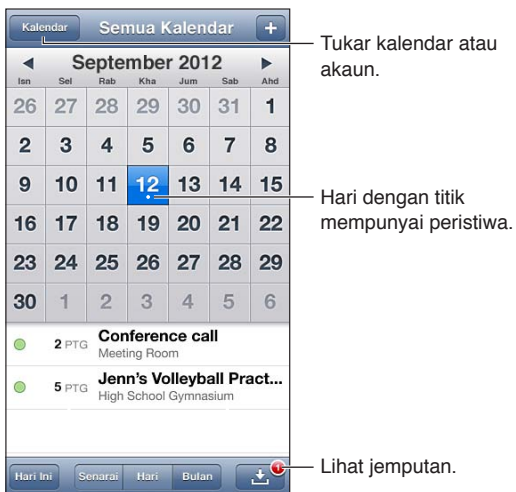 Kalendar Semua Kalendar +
September 2012
Isn Sel Rab Kha Jum Sab Ahd
26 27 28 29 30 31 1
2 3 4 5 6 7 8
9 10 11 12 13 14 15
16 17 18 19 20 21 22
23 24 25 26 27 28 29
30 1 2 3 4 5 6
2 PTG Conference call
Meeting Room
5 PTG Jenn's Volleyball Pract...
High School Gymnasium
Hari Ini Senarai Hari Bulan 1
Tukar kalendar atau
akaun.
Hari dengan titik
mempunyai peristiwa.
Lihat jemputan.